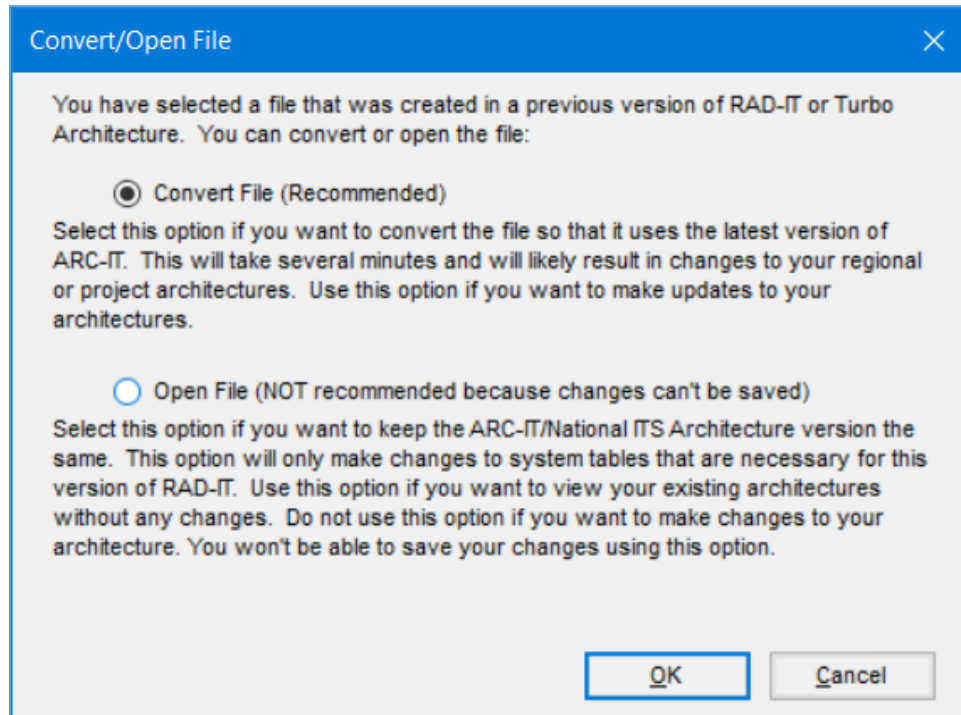 Convert/Open File
You have selected a file that was created in a previous version of RAD-IT or Turbo
Architecture.  You can convert or open the file:
Convert File (Recommended)
Select this option if you want to convert the file so that it uses the latest version of
ARC-IT.  This will take several minutes and will likely result in changes to your regional
or project architectures.  Use this option if you want to make updates to your
architectures.
Open File (NOT recommended because changes can't be saved)
Select this option if you want to keep the ARC-IT/National ITS Architecture version the
same.  This option will only make changes to system tables that are necessary for this
version of RAD-IT.  Use this option if you want to view your existing architectures
without any changes.  Do not use this option if you want to make changes to your
architecture. You won't be able to save your changes using this option.
OK
Cancel